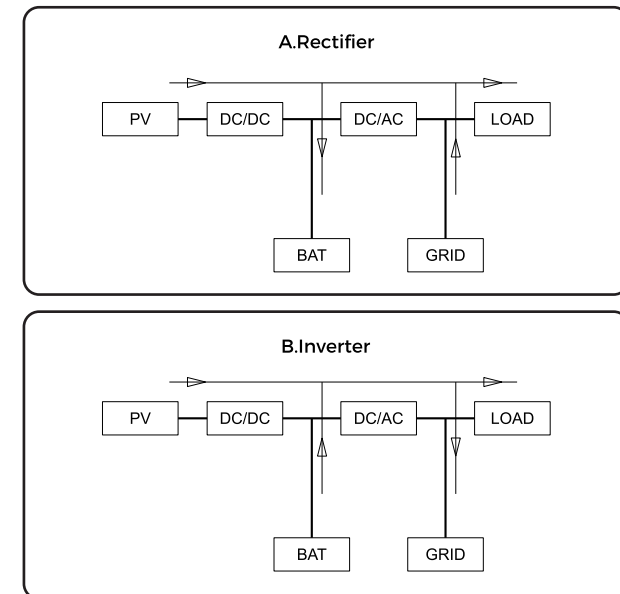 A.Rectifier
PV DC/DC DC/AC LOAD
BAT GRID
B.Inverter
PV DC/DC DC/AC LOAD
BAT GRID